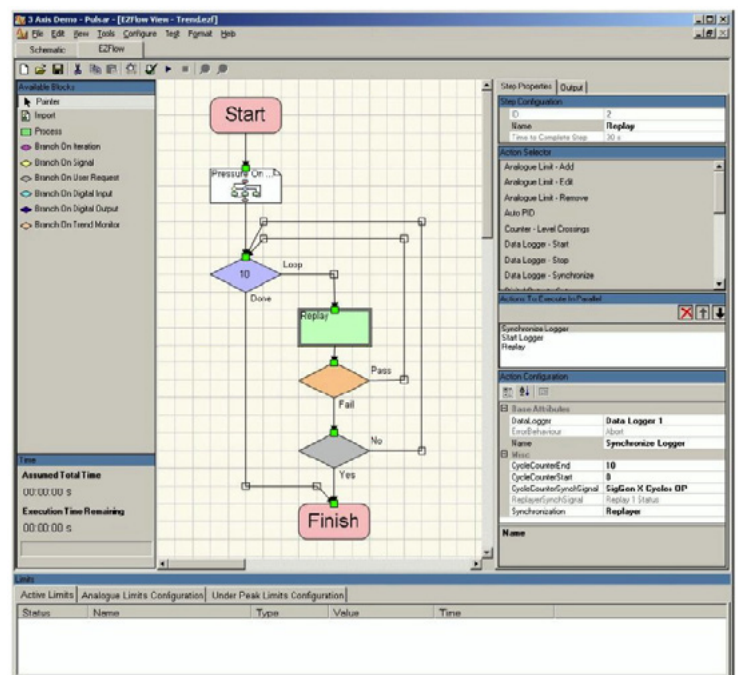 3 Axis Demo - Pulsar - [EZFlow View - Trend.ezf]
File Edit View Tools Configure Test Format Help
Schematic EZFlow
Available Blocks
Pointer
Import
Process
Branch On Iteration
Branch On Signal
Branch On User Request
Branch On Digital Input
Branch On Digital Output
Branch On Trend Monitor
Time
Assumed Total Time
00:00:00 s
Execution Time Remaining
00:00:00 s
Start
Pressure On ...
10
Loop
Done
Replay
Pass
Fail
No
Yes
Finish
Step Properties Output
Step Configuration
ID 2
Name Replay
Time to Complete Step 30 s
Action Selector
Analogue Limit - Add
Analogue Limit - Edit
Analogue Limit - Remove
Auto PID
Counter - Level Crossings
Data Logger - Start
Data Logger - Stop
Data Logger - Synchronize
Actions To Execute In Parallel
Synchronize Logger
Start Logger
Replay
Action Configuration
Base Attributes
DataLogger Data Logger 1
ErrorBehaviour Abort
Name Synchronize Logger
Misc
CycleCounterEnd 10
CycleCounterStart 0
CycleCounterSynchSignal SigGen X Cycles OP
ReplayerSynchSignal Replay 1 Status
Synchronization Replayer
Name
Limits
Active Limits Analogue Limits Configuration Under Peak Limits Configuration
Status Name Type Value Time